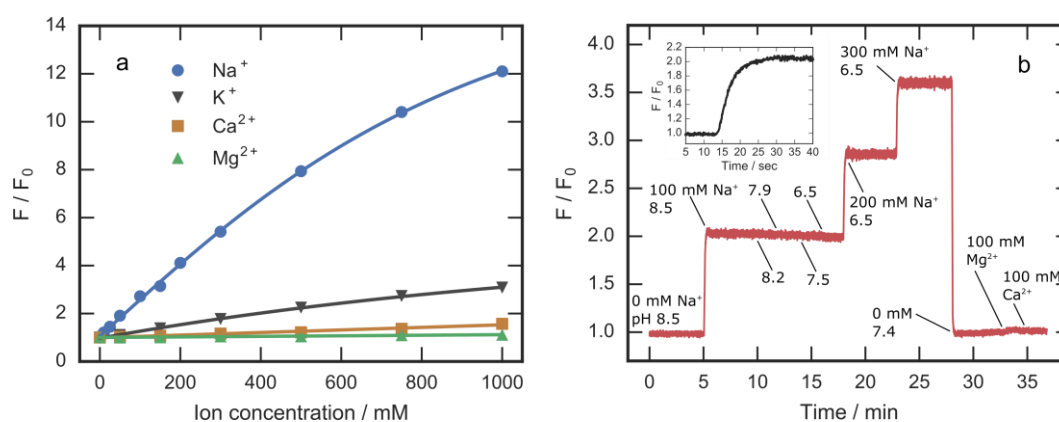 a
14
12
10
8
6
4
2
0
F / F₀
Na⁺
K⁺
Ca²⁺
Mg²⁺
0 200 400 600 800 1000
Ion concentration / mM
b
4.0
3.5
3.0
2.5
2.0
1.5
1.0
F / F₀
2.2
2.0
1.8
1.6
1.4
1.2
1.0
F / F₀
5 10 15 20 25 30 35 40
Time / sec
300 mM Na⁺
6.5
100 mM Na⁺
8.5
7.9
6.5
8.2
7.5
200 mM Na⁺
6.5
0 mM Na⁺
pH 8.5
0 mM
7.4
100 mM
Mg²⁺
100 mM
Ca²⁺
0 5 10 15 20 25 30 35
Time / min